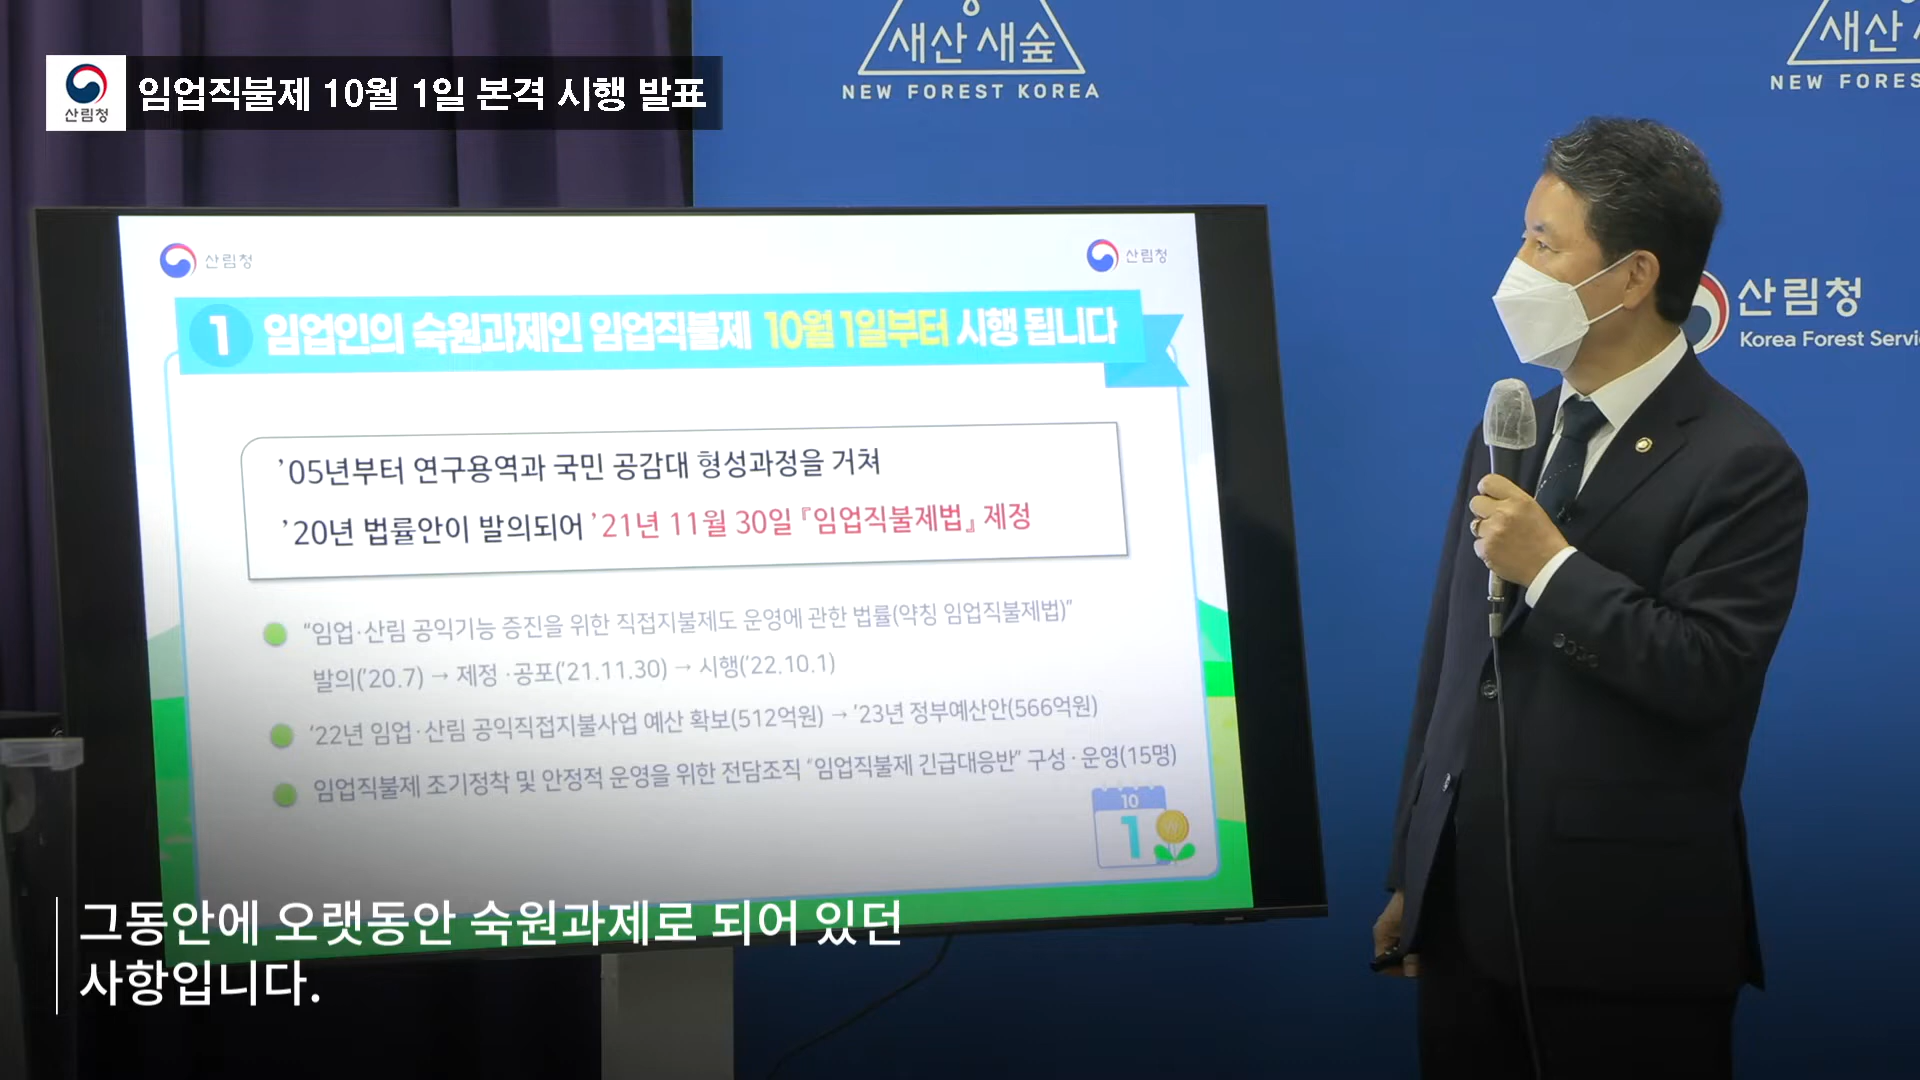 새산 새숲
NEW FOREST KOREA
새산
NEW FORES
산림청
임업직불제 10월 1일 본격 시행 발표
산림청
산림청
1 임업인의 숙원과제인 임업직불제 10월 1일부터 시행 됩니다
’05년부터 연구용역과 국민 공감대 형성과정을 거쳐
’20년 법률안이 발의되어 ’21년 11월 30일 『임업직불제법』 제정
“임업·산림 공익기능 증진을 위한 직접지불제도 운영에 관한 법률(약칭 임업직불제법)”
발의(’20.7) → 제정·공포(’21.11.30) → 시행(’22.10.1)
’22년 임업·산림 공익직접지불사업 예산 확보(512억원) → ’23년 정부예산안(566억원)
임업직불제 조기정착 및 안정적 운영을 위한 전담조직 “임업직불제 긴급대응반” 구성·운영(15명)
10
1
산림청
Korea Forest Servi
그동안에 오랫동안 숙원과제로 되어 있던
사항입니다.